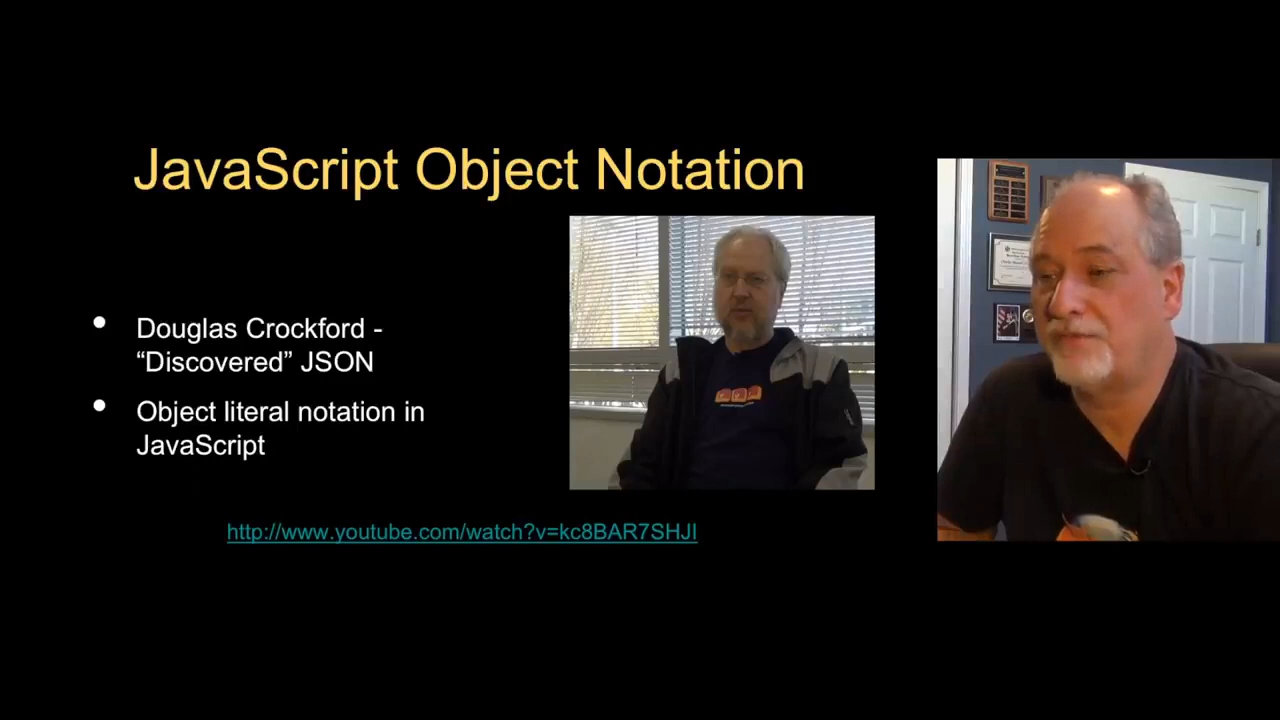 JavaScript Object Notation
• Douglas Crockford -
“Discovered” JSON
• Object literal notation in
JavaScript
http://www.youtube.com/watch?v=kc8BAR7SHJI